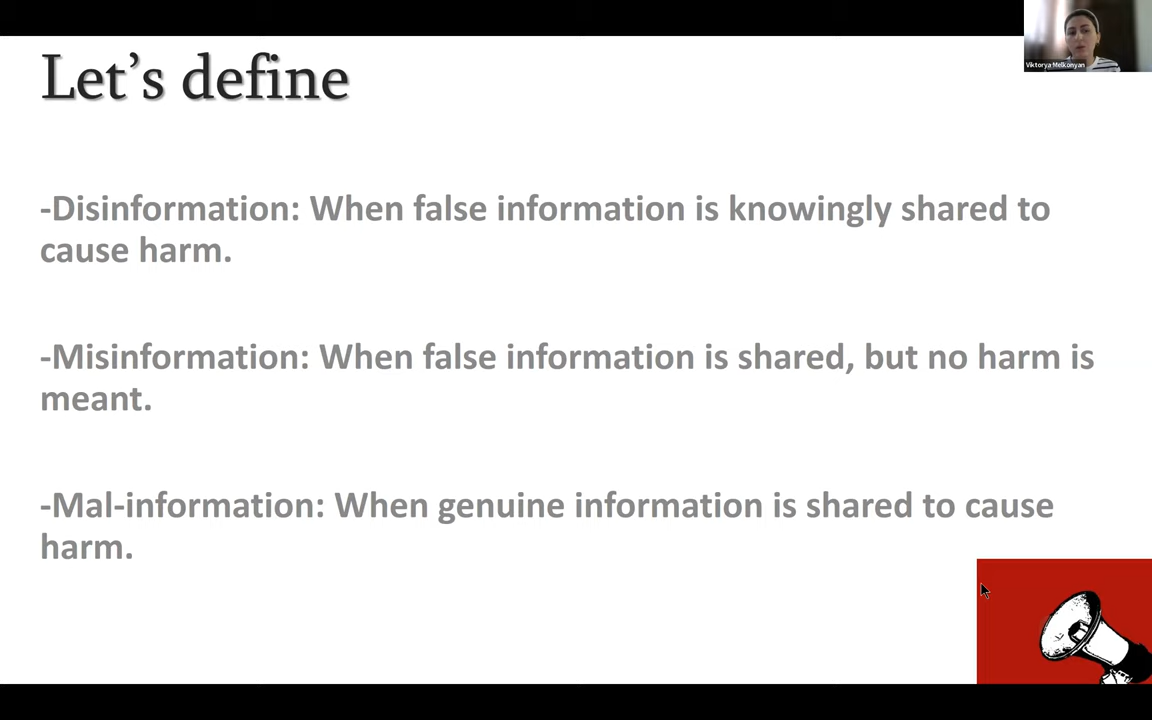 Let's define
Viktorya Melkonyan
-Disinformation: When false information is knowingly shared to
cause harm.
-Misinformation: When false information is shared, but no harm is
meant.
-Mal-information: When genuine information is shared to cause
harm.